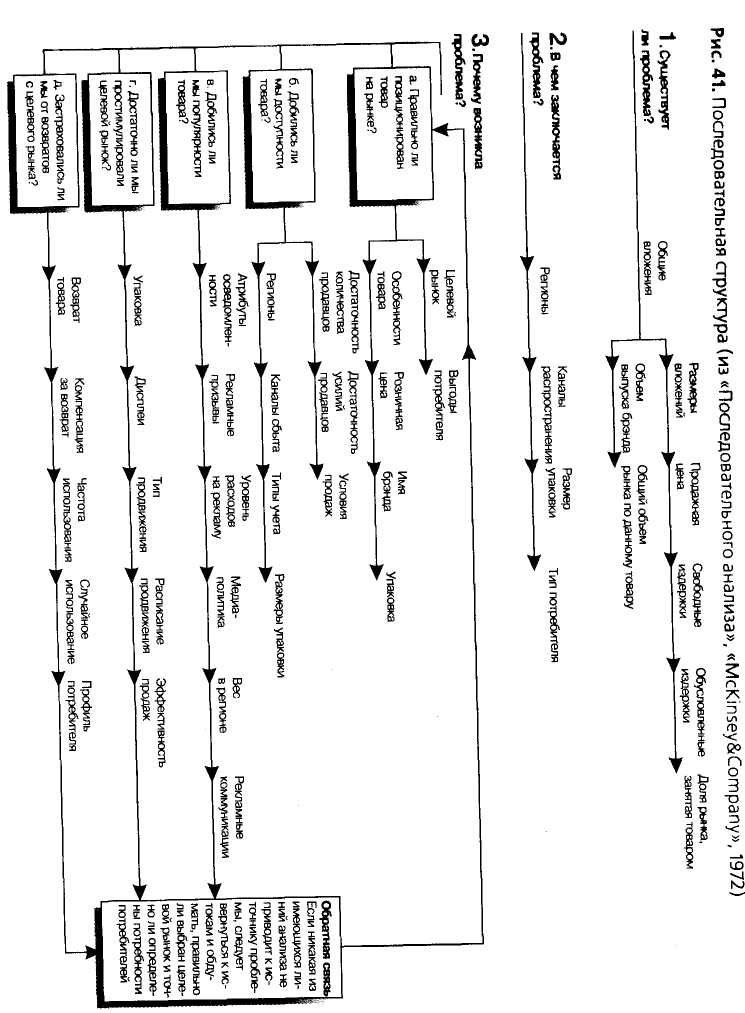 Рис. 41. Последовательная структура (из «Последовательного анализа», «McKinsey&Company», 1972)
1. Существует
ли проблема?
Общие
вложения
Размеры
вложений
Продажная
цена
Свободные
издержки
Обусловленные
издержки
Доля рынка,
занятая товаром
Объем
выпуска брэнда
Общий объем
рынка по данному товару
2. В чем заключается
проблема?
Регионы
Каналы
распространения
Размер
упаковки
Тип потребителя
3. Почему возникла
проблема?
а. Правильно ли
позиционирован
товар
на рынке?
Целевой
рынок
Выгоды
потребителя
Особенности
товара
Розничная
цена
Имя
брэнда
Упаковка
б. Добились ли
мы доступности
товара?
Достаточность
количества
продавцов
Достаточность
усилий
продавцов
Условия
продаж
Регионы
Каналы сбыта
Типы учета
Размеры упаковки
в. Добились ли
мы популярности
товара?
Атрибуты
осведомлен-
ности
Рекламные
призывы
Уровень
расходов
на рекламу
Медиа-
политика
Вес
в регионе
Рекламные
коммуникации
г. Достаточно ли мы
простимулировали
целевой рынок?
Упаковка
Дисплеи
Тип
продвижения
Расписание
продвижения
Эффективность
продаж
д. Застраховались ли
мы от возвратов
с целевого рынка?
Возврат
товара
Компенсация
за возврат
Частота
использования
Случайное
использование
Профиль
потребителя
Обратная связь
Если никакая из
имеющихся ли-
ний анализа не
приводит к ис-
точнику пробле-
мы, следует
вернуться к ис-
токам и обду-
мать, правильно
ли выбран целе-
вой рынок и точ-
но ли определе-
ны потребности
потребителей